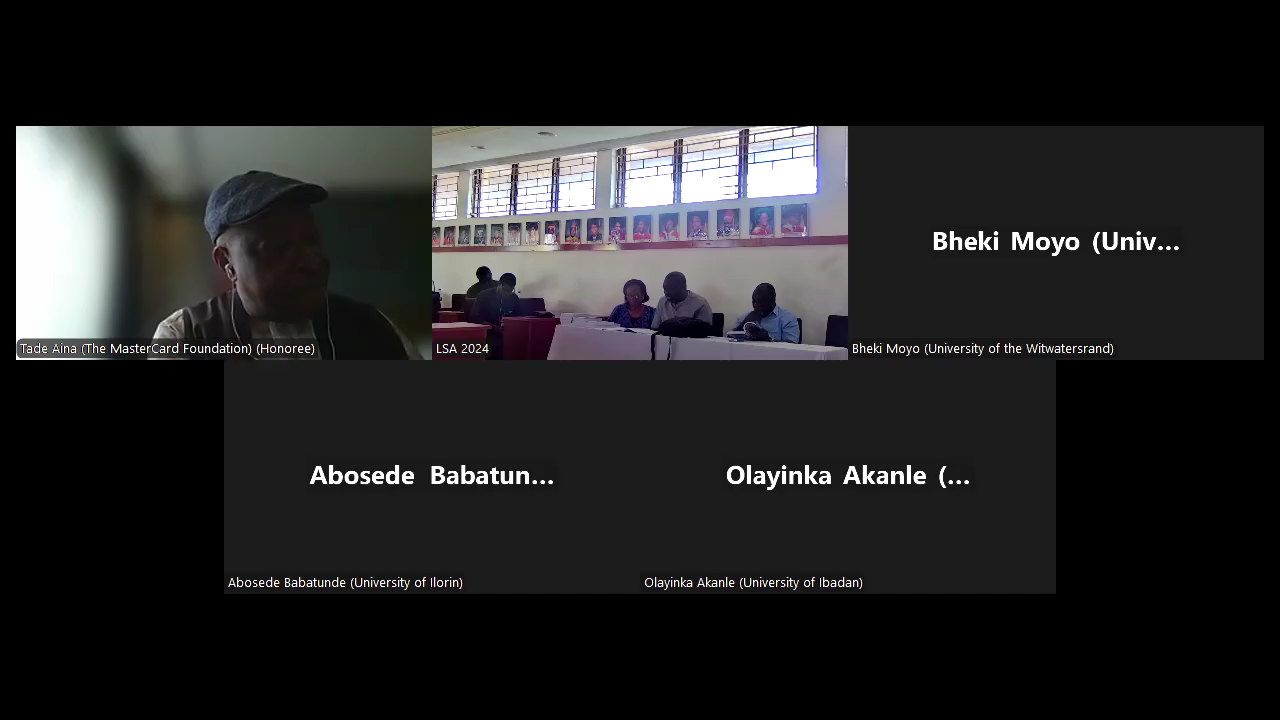 Bheki Moyo (Univ...
Tade Aina (The MasterCard Foundation) (Honoree)
LSA 2024
Bheki Moyo (University of the Witwatersrand)
Abosede Babatun...
Olayinka Akanle (...
Abosede Babatunde (University of Ilorin)
Olayinka Akanle (University of Ibadan)